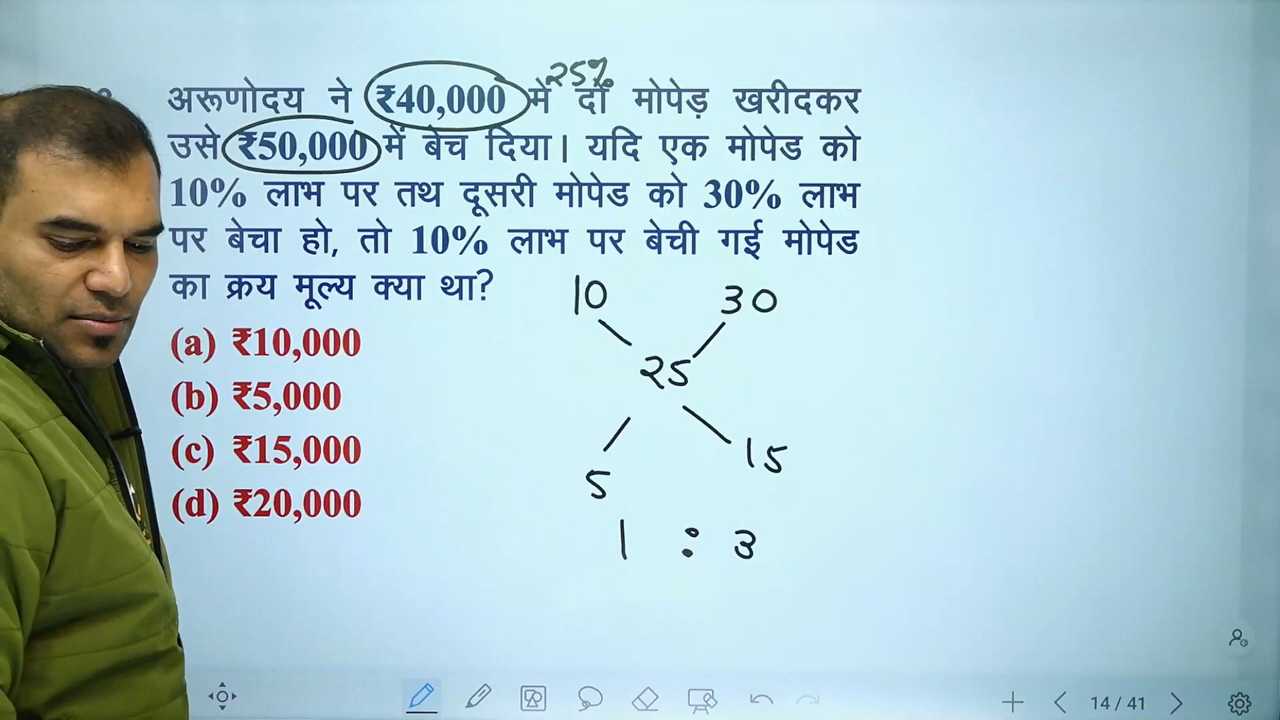 25%
अरूणोदय ने ₹40,000 में दो मोपेड़ खरीदकर
उसे ₹50,000 में बेच दिया। यदि एक मोपेड को
10% लाभ पर तथ दूसरी मोपेड को 30% लाभ
पर बेचा हो, तो 10% लाभ पर बेची गई मोपेड
का क्रय मूल्य क्या था?
(a) ₹10,000
(b) ₹5,000
(c) ₹15,000
(d) ₹20,000
10 30
25
5 15
1 : 3
14 / 41